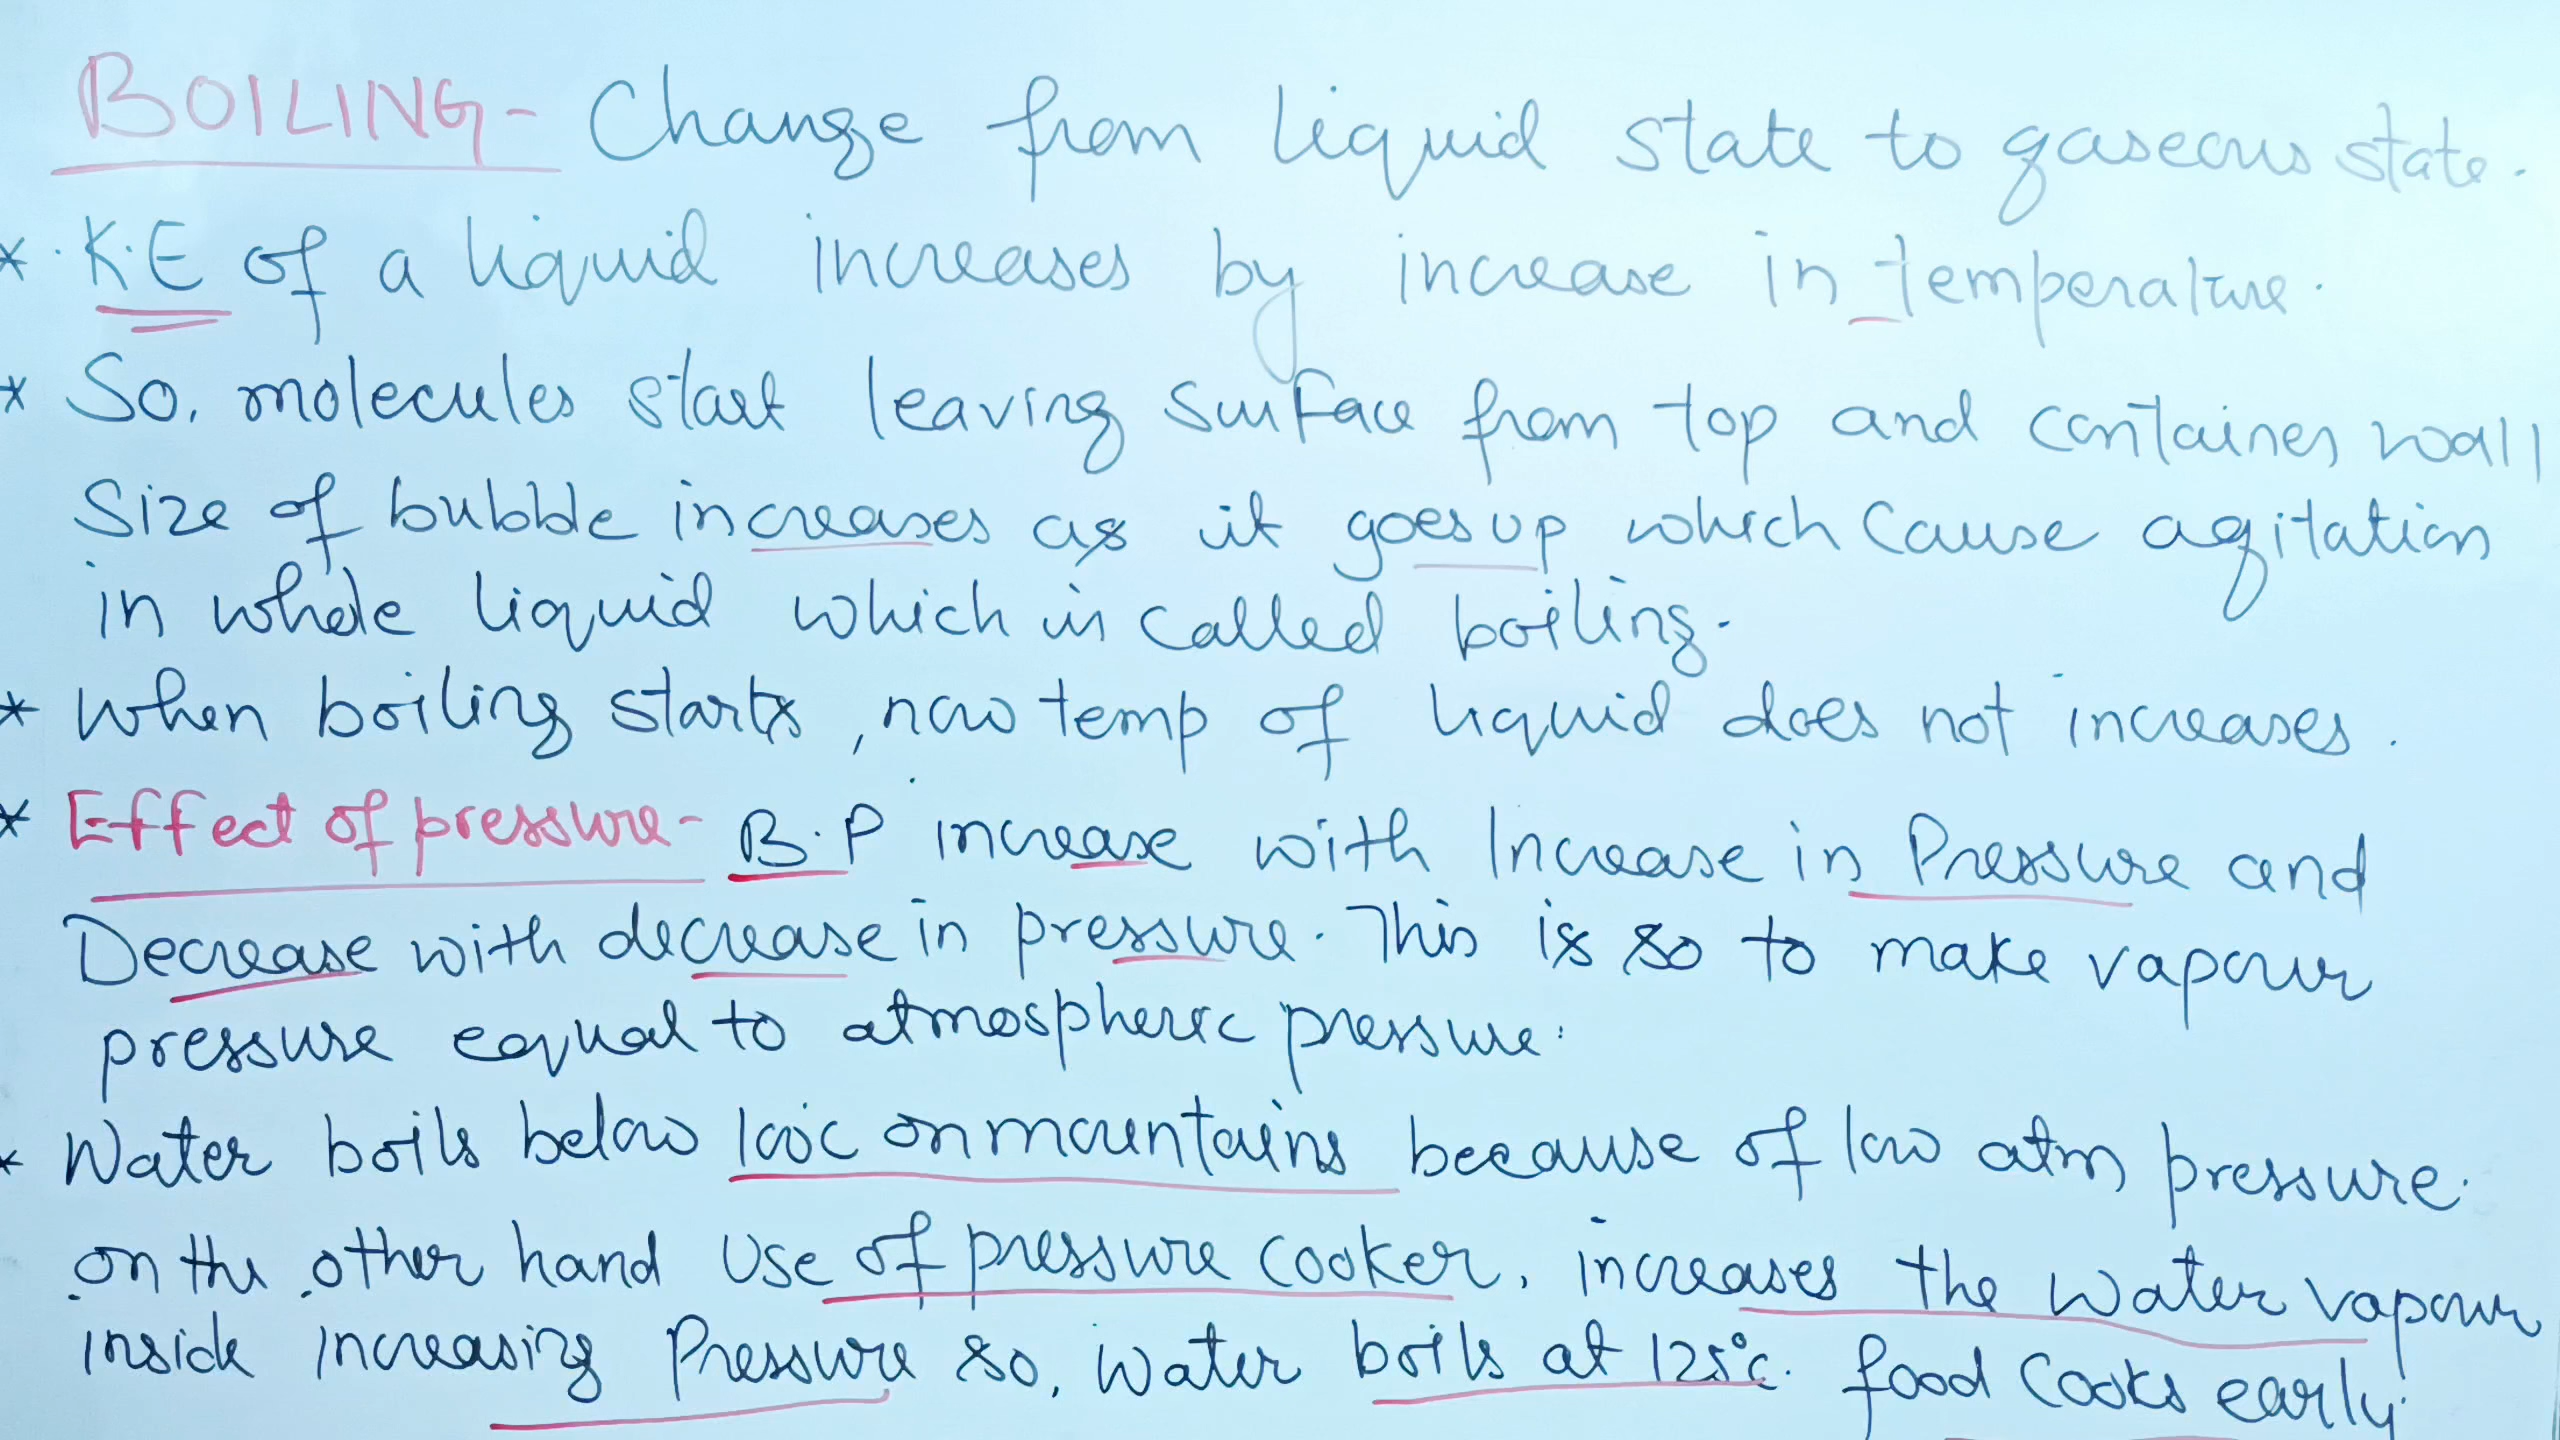 BOILING- Change from liquid state to gaseous state.
* K.E of a liquid increases by increase in temperature.
* So, molecules start leaving surface from top and container wall
Size of bubble increases as it goes up which cause agitation
in whole liquid which is called boiling.
* When boiling starts, now temp of liquid does not increases.
* Effect of pressure- B.P increase with Increase in Pressure and
Decrease with decrease in pressure. This is so to make vapour
pressure equal to atmospheric pressure.
* Water boils below 100°C on mountains because of low atm pressure.
on the other hand use of pressure cooker, increases the water vapour
inside increasing Pressure so, water boils at 125°C. food cooks early.